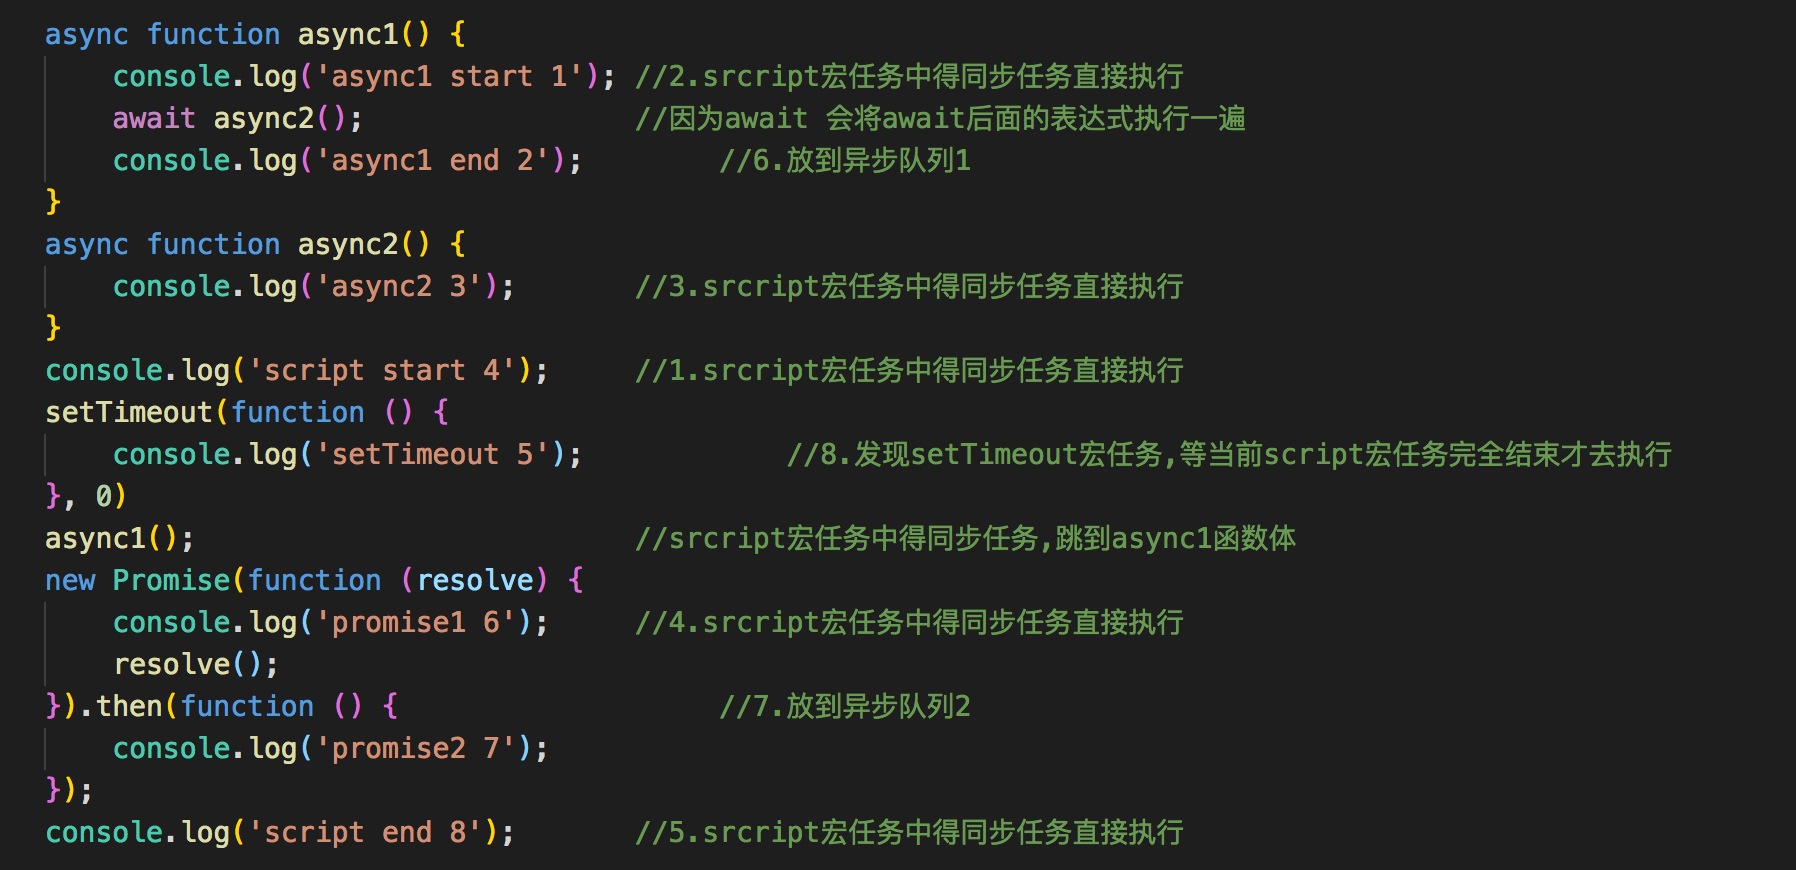 async function async1() {
    console.log('async1 start 1'); //2.srcript宏任务中得同步任务直接执行
    await async2();                //因为await 会将await后面的表达式执行一遍
    console.log('async1 end 2');        //6.放到异步队列1
}
async function async2() {
    console.log('async2 3');       //3.srcript宏任务中得同步任务直接执行
}
console.log('script start 4');     //1.srcript宏任务中得同步任务直接执行
setTimeout(function () {
    console.log('setTimeout 5');            //8.发现setTimeout宏任务,等当前script宏任务完全结束才去执行
}, 0)
async1();                          //srcript宏任务中得同步任务,跳到async1函数体
new Promise(function (resolve) {
    console.log('promise1 6');     //4.srcript宏任务中得同步任务直接执行
    resolve();
}).then(function () {                   //7.放到异步队列2
    console.log('promise2 7');
});
console.log('script end 8');       //5.srcript宏任务中得同步任务直接执行